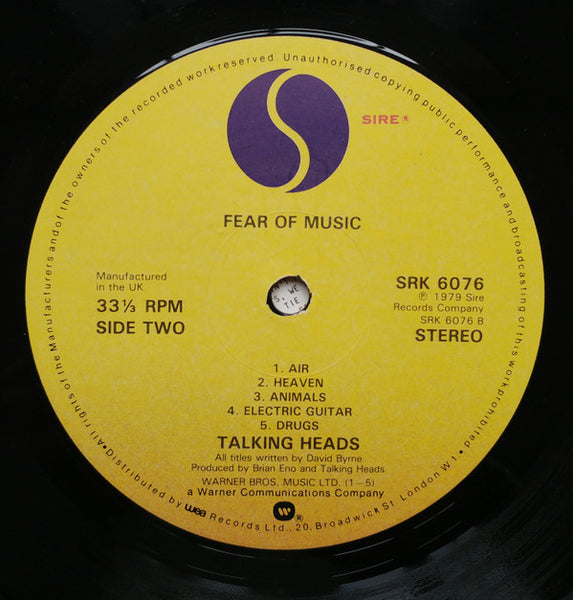 All rights of the Manufacturers and of the owners of the recorded work reserved. Unauthorised copying public performance and broadcasting of this work prohibited
SIRE ®
FEAR OF MUSIC
Manufactured
in the UK
33⅓ RPM
SIDE TWO
S, WE
TIE
SRK 6076
℗ 1979 Sire
Records Company
SRK 6076 B
STEREO
1. AIR
2. HEAVEN
3. ANIMALS
4. ELECTRIC GUITAR
5. DRUGS
TALKING HEADS
All titles written by David Byrne
Produced by Brian Eno and Talking Heads
WARNER BROS. MUSIC LTD. (1–5)
a Warner Communications Company
®
• Distributed by wea Records Ltd., 20, Broadwick St. London W1 •